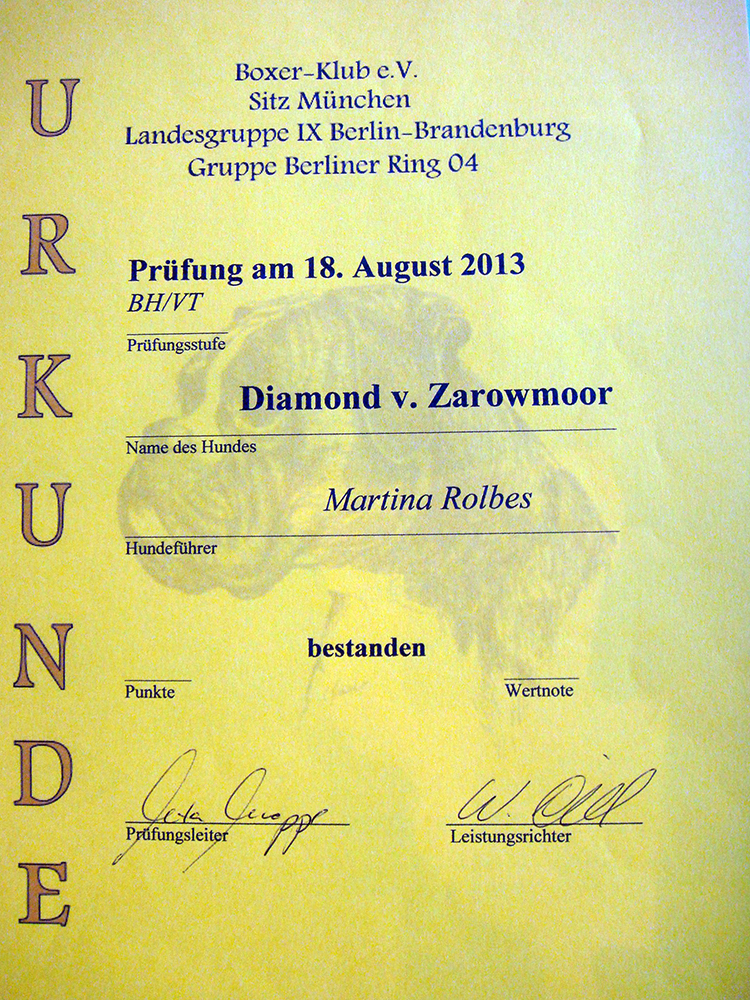 URKUNDE
Boxer-Klub e.V.
Sitz München
Landesgruppe IX Berlin-Brandenburg
Gruppe Berliner Ring 04
Prüfung am 18. August 2013
BH/VT
Prüfungsstufe
Diamond v. Zarowmoor
Name des Hundes
Martina Rolbes
Hundeführer
bestanden
Punkte
Wertnote
Prüfungsleiter
W.
Leistungsrichter